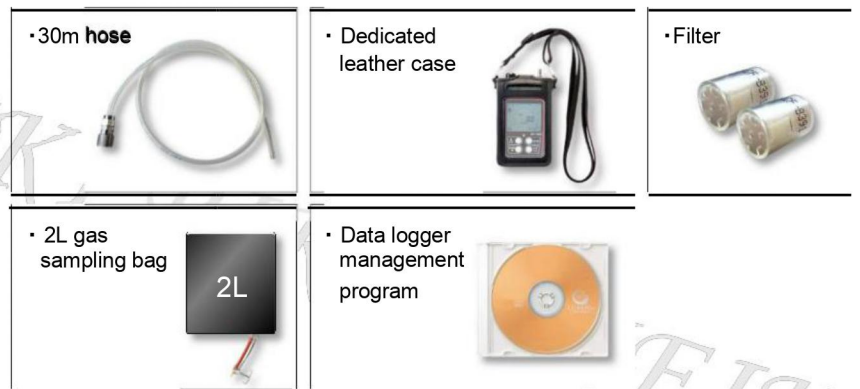 ·30m hose
· Dedicated
leather case
·Filter
· 2L gas
sampling bag
2L
· Data logger
management
program